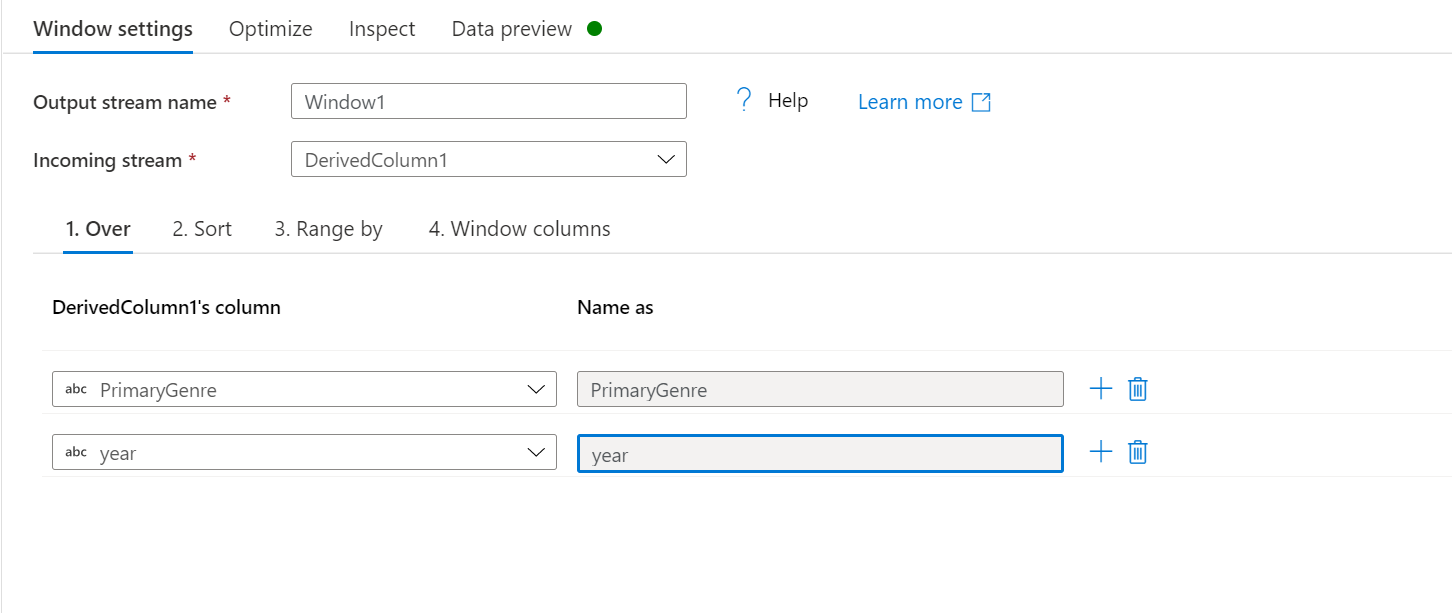 Window settings Optimize Inspect Data preview
Output stream name * Window1 ? Help Learn more
Incoming stream * DerivedColumn1
1. Over 2. Sort 3. Range by 4. Window columns
DerivedColumn1's column Name as
abc PrimaryGenre PrimaryGenre
abc year year